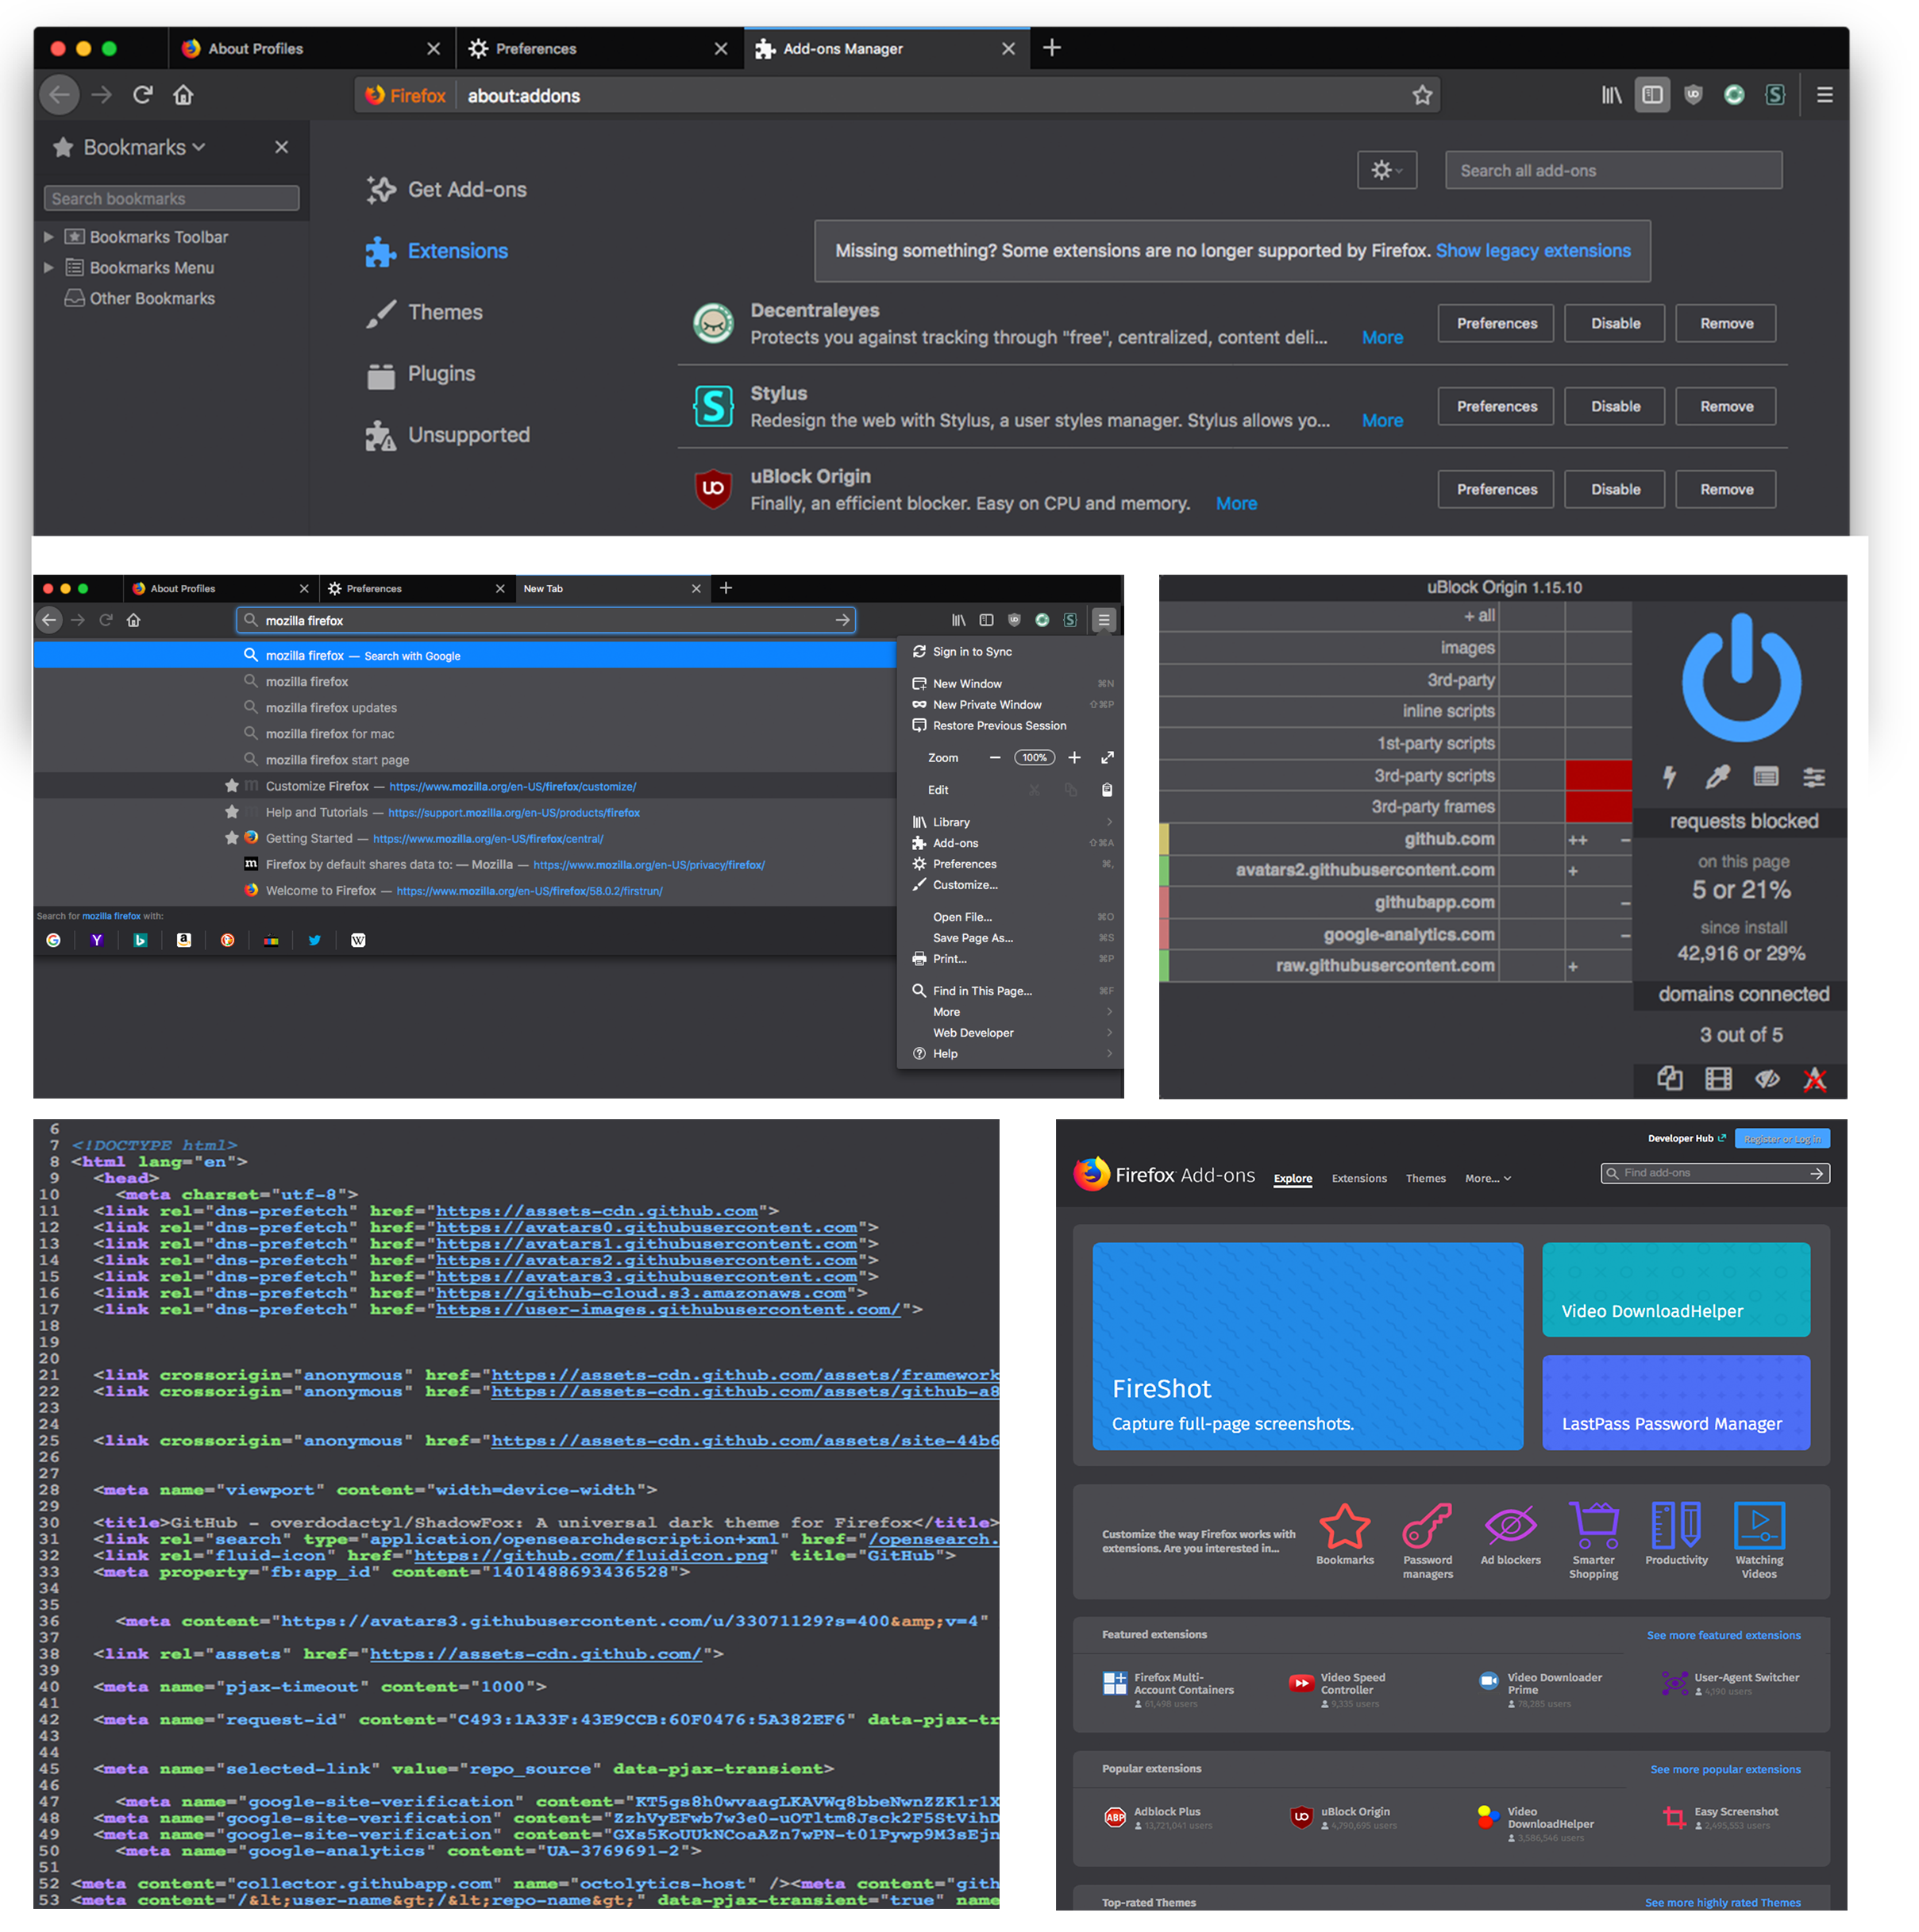 About Profiles
Preferences
Add-ons Manager
Firefox
about:addons
Bookmarks
Search bookmarks
Bookmarks Toolbar
Bookmarks Menu
Other Bookmarks
Get Add-ons
Extensions
Themes
Plugins
Unsupported
Search all add-ons
Missing something? Some extensions are no longer supported by Firefox. Show legacy extensions
Decentraleyes
Protects you against tracking through "free", centralized, content deli... More
Preferences Disable Remove
Stylus
Redesign the web with Stylus, a user styles manager. Stylus allows yo... More
Preferences Disable Remove
uBlock Origin
Finally, an efficient blocker. Easy on CPU and memory. More
Preferences Disable Remove
About Profiles
Preferences
New Tab
mozilla firefox
mozilla firefox — Search with Google
mozilla firefox
mozilla firefox updates
mozilla firefox for mac
mozilla firefox start page
Customize Firefox — https://www.mozilla.org/en-US/firefox/customize/
Help and Tutorials — https://support.mozilla.org/en-US/products/firefox
Getting Started — https://www.mozilla.org/en-US/firefox/central/
Firefox by default shares data to: — Mozilla — https://www.mozilla.org/en-US/privacy/firefox/
Welcome to Firefox — https://www.mozilla.org/en-US/firefox/58.0.2/firstrun/
Search for mozilla firefox with:
Sign in to Sync
New Window ⌘N
New Private Window ⇧⌘P
Restore Previous Session
Zoom − 100% +
Edit
Library
Add-ons ⇧⌘A
Preferences ⌘,
Customize...
Open File... ⌘O
Save Page As... ⌘S
Print... ⌘P
Find in This Page... ⌘F
More
Web Developer
Help
uBlock Origin 1.15.10
+ all
images
3rd-party
inline scripts
1st-party scripts
3rd-party scripts
3rd-party frames
github.com ++ −
avatars2.githubusercontent.com +
githubapp.com −
google-analytics.com −
raw.githubusercontent.com +
requests blocked
on this page
5 or 21%
since install
42,916 or 29%
domains connected
3 out of 5
6
7 <!DOCTYPE html>
8 <html lang="en">
9 <head>
10 <meta charset="utf-8">
11 <link rel="dns-prefetch" href="https://assets-cdn.github.com">
12 <link rel="dns-prefetch" href="https://avatars0.githubusercontent.com">
13 <link rel="dns-prefetch" href="https://avatars1.githubusercontent.com">
14 <link rel="dns-prefetch" href="https://avatars2.githubusercontent.com">
15 <link rel="dns-prefetch" href="https://avatars3.githubusercontent.com">
16 <link rel="dns-prefetch" href="https://github-cloud.s3.amazonaws.com">
17 <link rel="dns-prefetch" href="https://user-images.githubusercontent.com/">
18
19
20
21 <link crossorigin="anonymous" href="https://assets-cdn.github.com/assets/framework
22 <link crossorigin="anonymous" href="https://assets-cdn.github.com/assets/github-a8
23
24
25 <link crossorigin="anonymous" href="https://assets-cdn.github.com/assets/site-44b6
26
27
28 <meta name="viewport" content="width=device-width">
29
30 <title>GitHub - overdodactyl/ShadowFox: A universal dark theme for Firefox</title>
31 <link rel="search" type="application/opensearchdescription+xml" href="/opensearch.
32 <link rel="fluid-icon" href="https://github.com/fluidicon.png" title="GitHub">
33 <meta property="fb:app_id" content="1401488693436528">
34
35
36 <meta content="https://avatars3.githubusercontent.com/u/33071129?s=400&amp;v=4"
37
38 <link rel="assets" href="https://assets-cdn.github.com/">
39
40 <meta name="pjax-timeout" content="1000">
41
42 <meta name="request-id" content="C493:1A33F:43E9CCB:60F0476:5A382EF6" data-pjax-tr
43
44
45 <meta name="selected-link" value="repo_source" data-pjax-transient>
46
47 <meta name="google-site-verification" content="KT5gs8h0wvaagLKAVWq8bbeNwnZZK1r1X
48 <meta name="google-site-verification" content="ZzhVyEFwb7w3e0-uOTltm8Jsck2F5StVihD
49 <meta name="google-site-verification" content="GXs5KoUUkNCoaAZn7wPN-t01Pywp9M3sEjn
50 <meta name="google-analytics" content="UA-3769691-2">
51
52 <meta content="collector.githubapp.com" name="octolytics-host" /><meta content="gith
53 <meta content="/&lt;user-name&gt;/&lt;repo-name&gt;" data-pjax-transient="true" name
Developer Hub
Register or Log in
Firefox Add-ons
Explore Extensions Themes More...
Find add-ons
FireShot
Capture full-page screenshots.
Video DownloadHelper
LastPass Password Manager
Customize the way Firefox works with
extensions. Are you interested in...
Bookmarks
Password
managers
Ad blockers
Smarter
Shopping
Productivity
Watching
Videos
Featured extensions
See more featured extensions
Firefox Multi-
Account Containers
61,498 users
Video Speed
Controller
9,335 users
Video Downloader
Prime
78,285 users
User-Agent Switcher
4,190 users
Popular extensions
See more popular extensions
ABP
Adblock Plus
13,721,041 users
uBlock Origin
4,790,695 users
Video
DownloadHelper
3,586,546 users
Easy Screenshot
2,495,553 users
Top-rated Themes
See more highly rated Themes